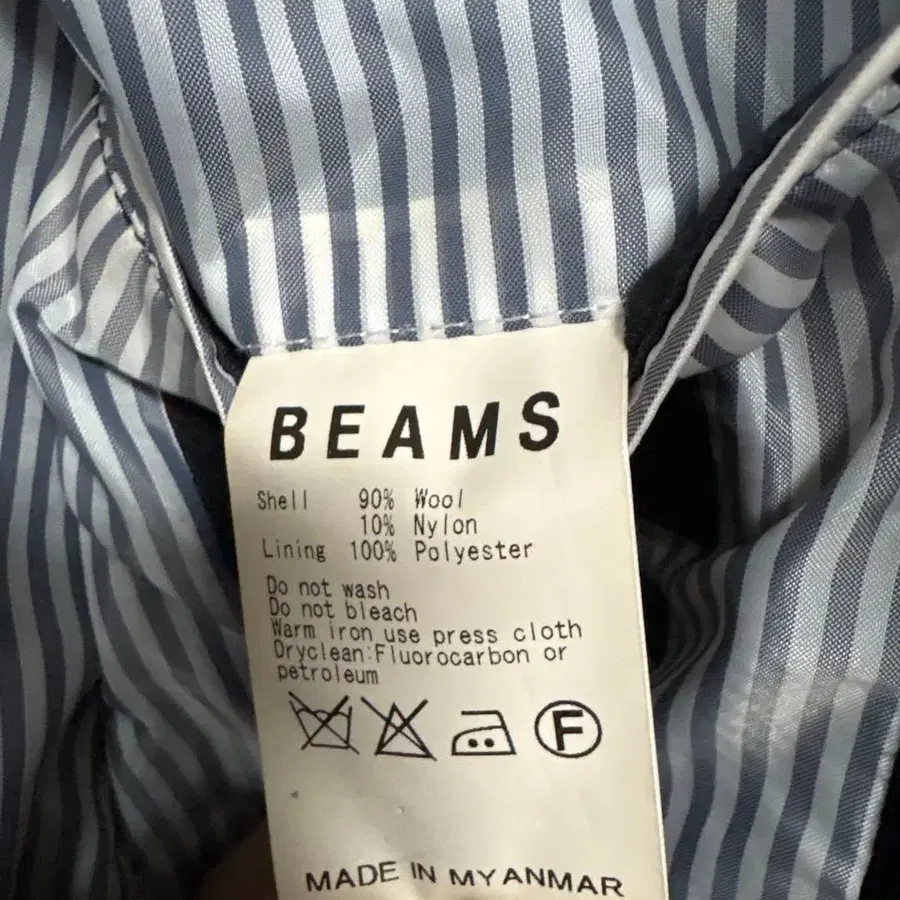 BEAMS
Shell 90% Wool
10% Nylon
Lining 100% Polyester
Do not wash
Do not bleach
Warm iron use press cloth
Dryclean:Fluorocarbon or
petroleum
F
MADE IN MYANMAR